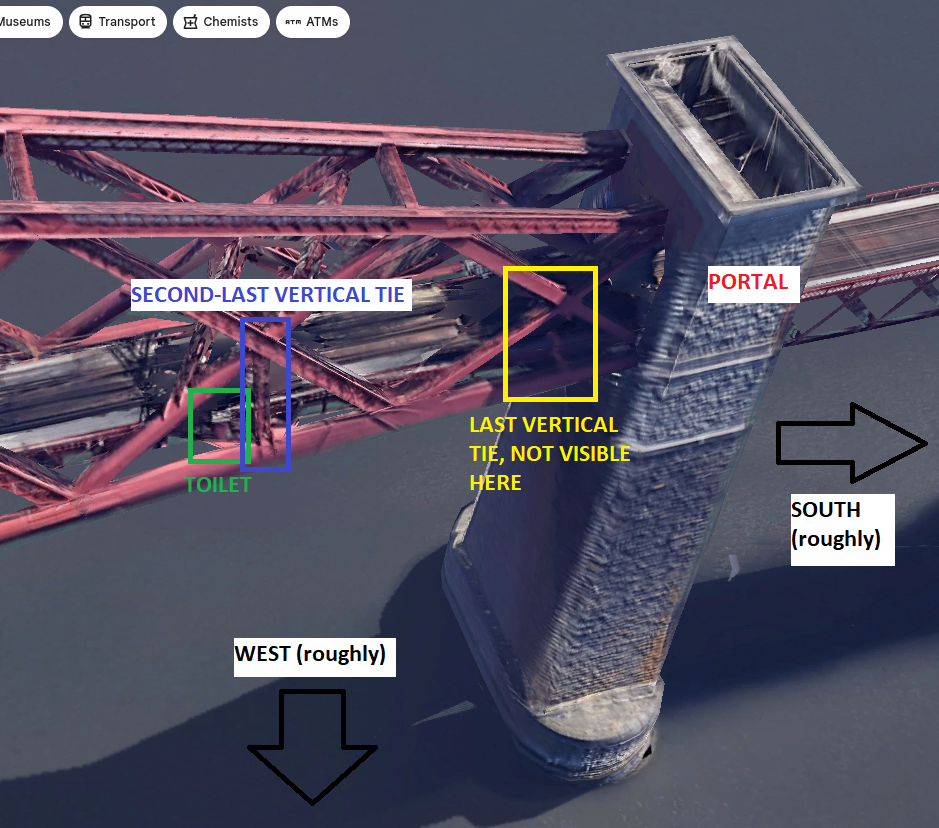 Museums
Transport
Chemists
ATM ATMs
SECOND-LAST VERTICAL TIE
PORTAL
TOILET
LAST VERTICAL
TIE, NOT VISIBLE
HERE
SOUTH
(roughly)
WEST (roughly)